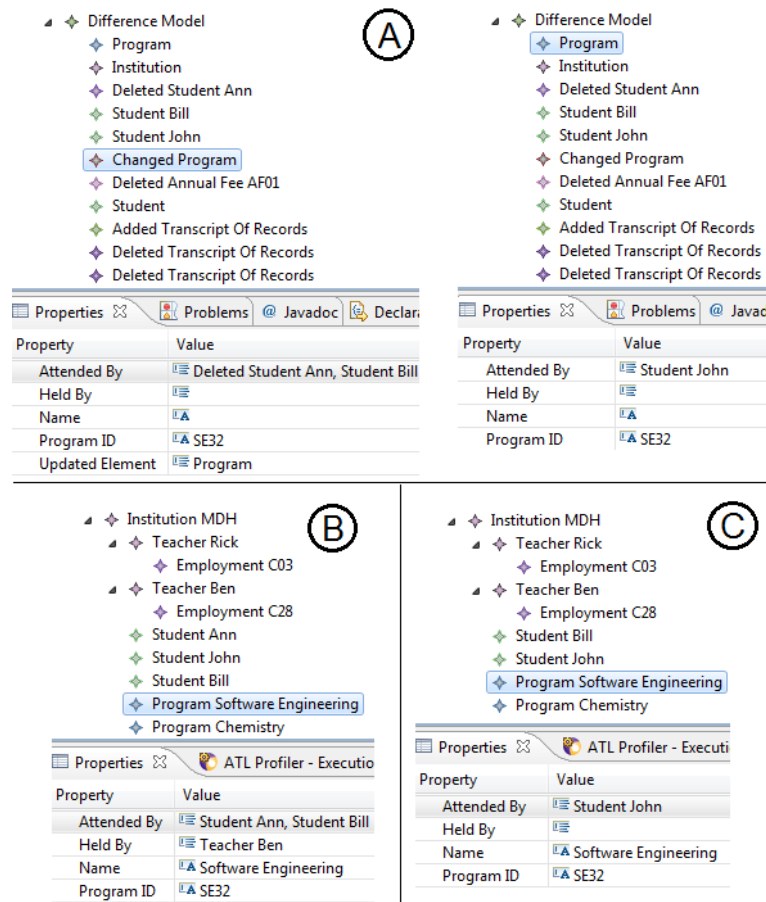 Difference Model
Program
Institution
Deleted Student Ann
Student Bill
Student John
Changed Program
Deleted Annual Fee AF01
Student
Added Transcript Of Records
Deleted Transcript Of Records
Deleted Transcript Of Records
Properties Problems @ Javadoc Declara
Property Value
Attended By Deleted Student Ann, Student Bill
Held By
Name
Program ID SE32
Updated Element Program
A
Difference Model
Program
Institution
Deleted Student Ann
Student Bill
Student John
Changed Program
Deleted Annual Fee AF01
Student
Added Transcript Of Records
Deleted Transcript Of Records
Deleted Transcript Of Records
Properties Problems @ Javac
Property Value
Attended By Student John
Held By
Name
Program ID SE32
B
Institution MDH
Teacher Rick
Employment C03
Teacher Ben
Employment C28
Student Ann
Student John
Student Bill
Program Software Engineering
Program Chemistry
Properties ATL Profiler - Executio
Property Value
Attended By Student Ann, Student Bill
Held By Teacher Ben
Name Software Engineering
Program ID SE32
C
Institution MDH
Teacher Rick
Employment C03
Teacher Ben
Employment C28
Student Bill
Student John
Program Software Engineering
Program Chemistry
Properties ATL Profiler - Executi
Property Value
Attended By Student John
Held By
Name Software Engineering
Program ID SE32